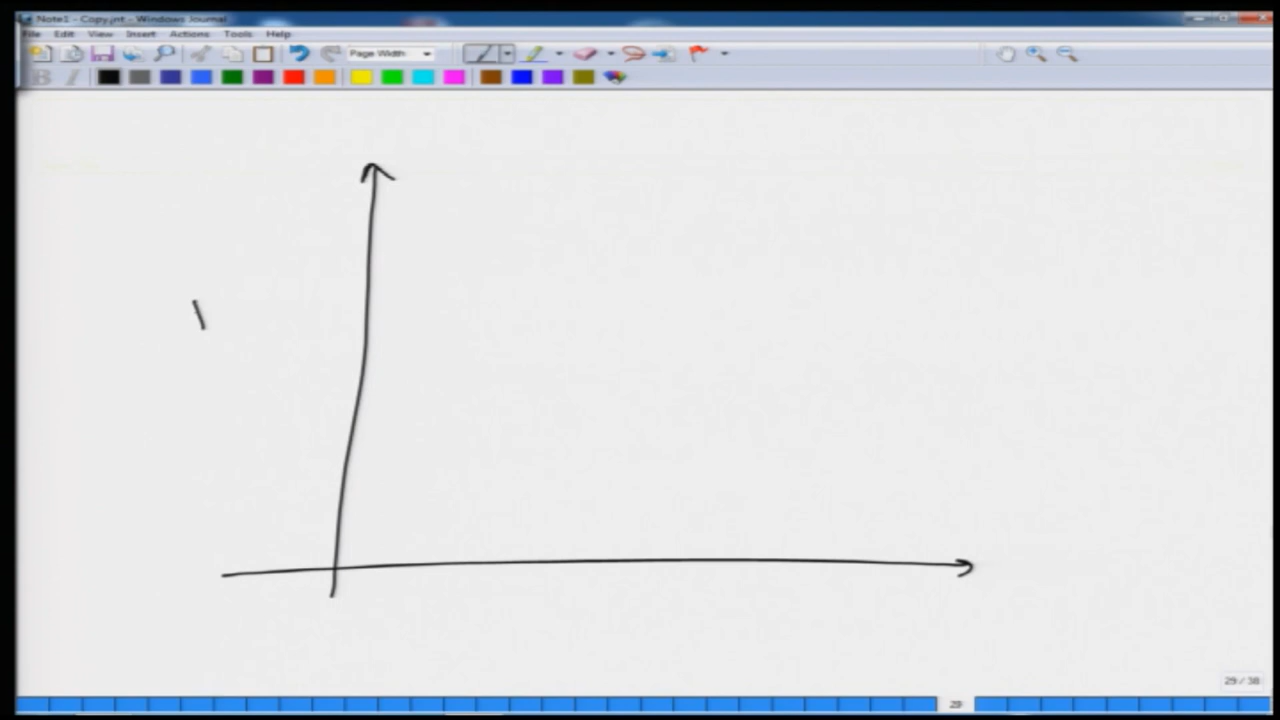 Note1 - Copy.jnt - Windows Journal
File Edit View Insert Actions Tools Help
Page Width
B I
29 / 38
29